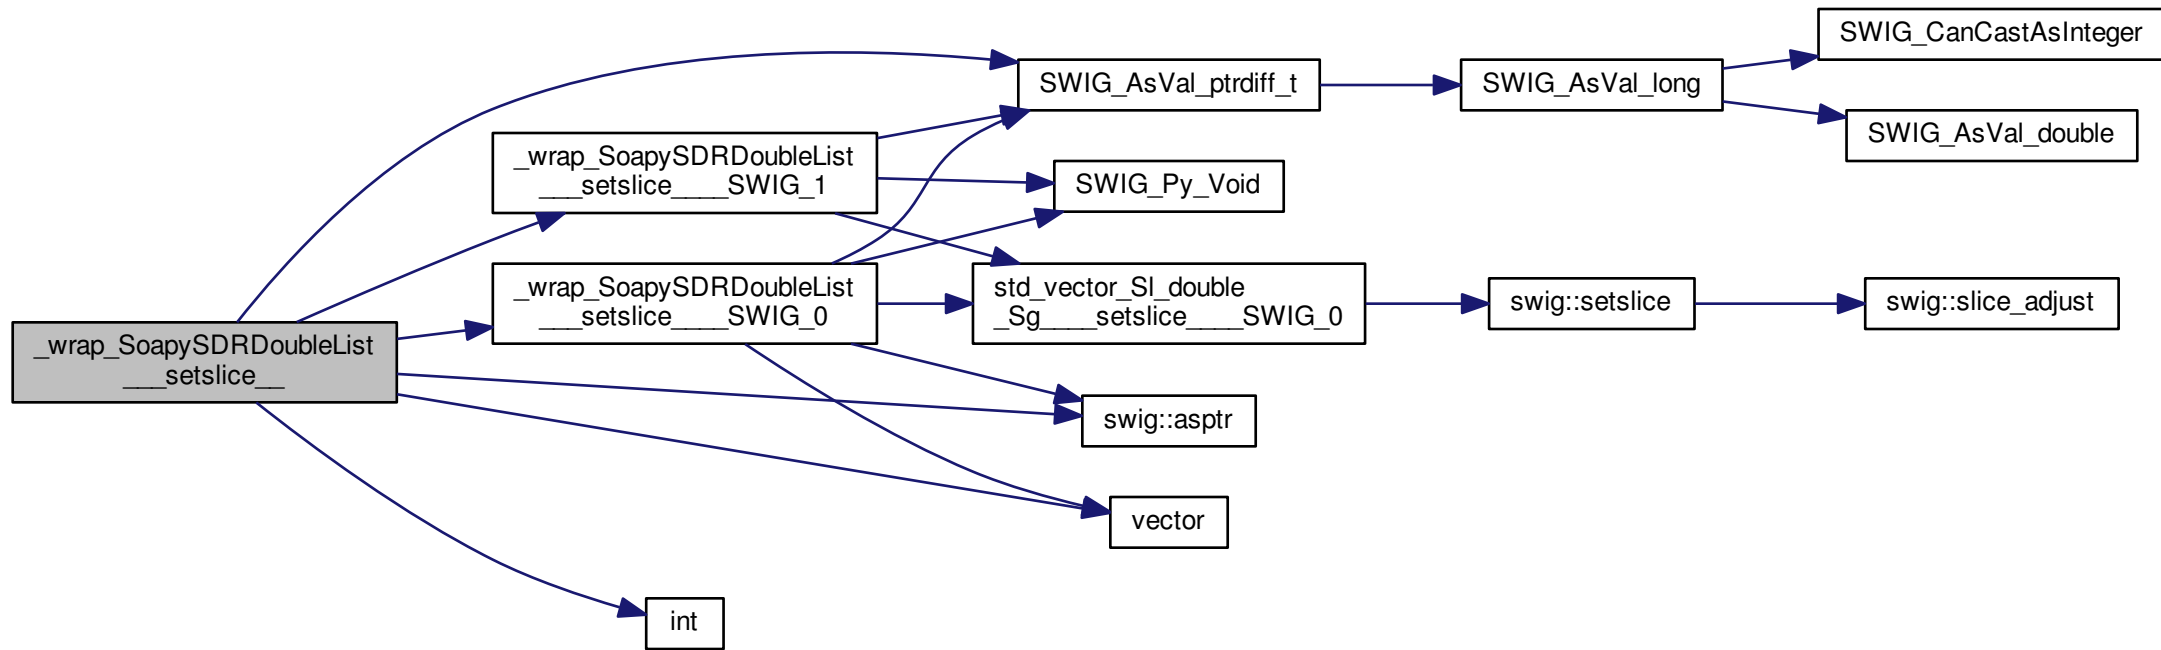 SWIG_CanCastAsInteger
SWIG_AsVal_ptrdiff_t
SWIG_AsVal_long
SWIG_AsVal_double
_wrap_SoapySDRDoubleList
___setslice____SWIG_1
SWIG_Py_Void
_wrap_SoapySDRDoubleList
___setslice____SWIG_0
std_vector_Sl_double
_Sg____setslice____SWIG_0
swig::setslice
swig::slice_adjust
_wrap_SoapySDRDoubleList
___setslice__
swig::asptr
vector
int